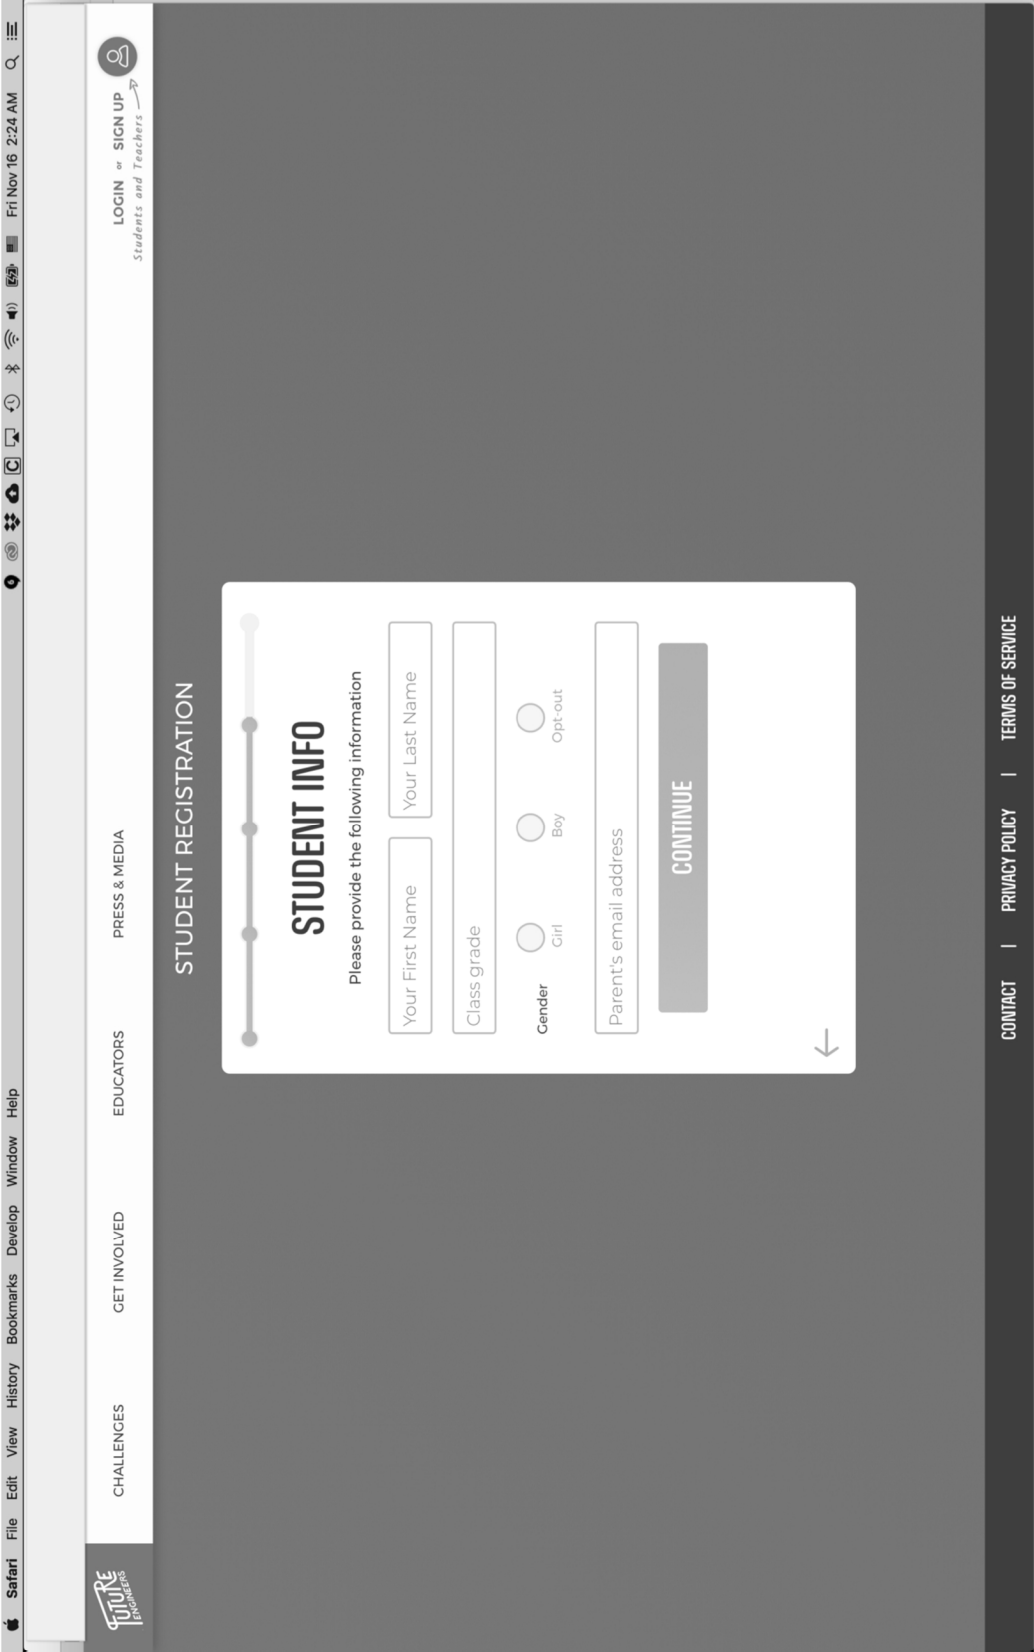 Safari File Edit View History Bookmarks Develop Window Help Fri Nov 16 2:24 AM
FUTURE
ENGINEERS
CHALLENGES GET INVOLVED EDUCATORS PRESS & MEDIA LOGIN or SIGN UP
Students and Teachers
STUDENT REGISTRATION
STUDENT INFO
Please provide the following information
Your First Name Your Last Name
Class grade
Gender
Girl Boy Opt-out
Parent's email address
CONTINUE
CONTACT | PRIVACY POLICY | TERMS OF SERVICE